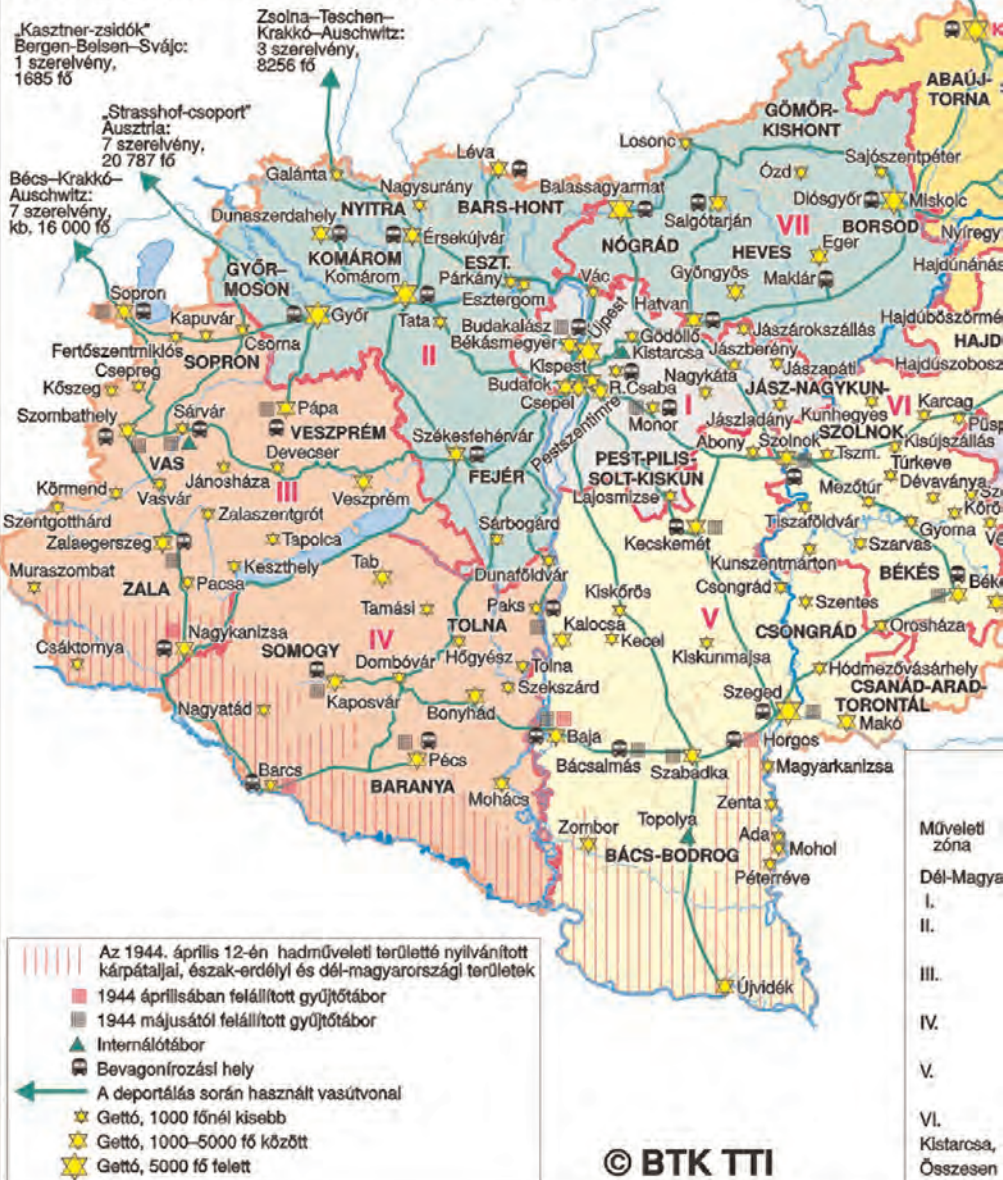 „Kasztner-zsidók”
Bergen-Belsen–Svájc:
1 szerelvény,
1685 fő
Zsolna–Teschen–
Krakkó–Auschwitz:
3 szerelvény,
8256 fő
„Strasshof-csoport”
Ausztria:
7 szerelvény,
20 787 fő
Bécs–Krakkó–
Auschwitz:
7 szerelvény,
kb. 16 000 fő
ABAÚJ-
TORNA
GÖMÖR-
KISHONT
Losonc
Ózd
Sajószentpéter
Léva
Galánta
Nagysurány
Balassagyarmat
Salgótarján
Diósgyőr
Miskolc
Dunaszerdahely
NYITRA
BARS-HONT
VII
BORSOD
KOMÁROM
Érsekújvár
NÓGRÁD
HEVES
Eger
Nyíregy
GYŐR–
MOSON
Komárom
ESZT.
Párkány
Esztergom
Vác
Gyöngyös
Maklár
Hajdúnánás
Sopron
Kapuvár
Győr
Tata
Budakalász
Újpest
Hatvan
Hajdúböszörmé
Békásmegyer
Gödöllő
Jászárokszállás
Fertőszentmiklós
Csorna
SOPRON
II
Kispest
Kistarcsa
Jászberény
HAJD
Csepreg
Budafok
R.Csaba
Nagykáta
Jászapáti
Hajdúszobosz
Kőszeg
Csepel
I
JÁSZ-NAGYKUN-
SZOLNOK
VI
Szombathely
Sárvár
Pápa
Pestszentimre
Monor
Jászladány
Kunhegyes
Karcag
Püsp
VESZPRÉM
Székesfehérvár
Abony
Szolnok
Kisújszállás
VAS
Devecser
FEJÉR
PEST-PILIS-
SOLT-KISKUN
Tszm.
Túrkeve
Jánosháza
III
Veszprém
Lajosmizse
Mezőtúr
Dévaványa
Körmend
Vasvár
Zalaszentgrót
Tiszaföldvár
Körö
Szentgotthárd
Tapolca
Sárbogárd
Kecskemét
Gyoma
Zalaegerszeg
Keszthely
Kunszentmárton
Szarvas
Muraszombat
ZALA
Pacsa
Tab
Dunaföldvár
Csongrád
BÉKÉS
Béké
Tamási
Paks
Kiskőrös
Szentes
Nagykanizsa
IV
TOLNA
Kalocsa
V
Orosháza
Csáktornya
SOMOGY
Dombóvár
Hőgyész
Tolna
Kecel
Kiskunmajsa
CSONGRÁD
Hódmezővásárhely
Nagyatád
Kaposvár
Bonyhád
Szekszárd
Szeged
CSANÁD-ARAD-
TORONTÁL
Makó
Baja
Bácsalmás
Szabadka
Horgos
Barcs
Pécs
Magyarkanizsa
BARANYA
Mohács
Zenta
Zombor
Topolya
Ada
BÁCS-BODROG
Mohol
Péterréve
Újvidék
Az 1944. április 12-én hadműveleti területté nyilvánított
kárpátaljai, észak-erdélyi és dél-magyarországi területek
1944 áprilisában felállított gyűjtőtábor
1944 májusától felállított gyűjtőtábor
Internálótábor
Bevagonírozási hely
A deportálás során használt vasútvonal
Gettó, 1000 főnél kisebb
Gettó, 1000–5000 fő között
Gettó, 5000 fő felett
© BTK TTI
Műveleti
zóna
Dél-Magya
I.
II.
III.
IV.
V.
VI.
Kistarcsa,
Összesen